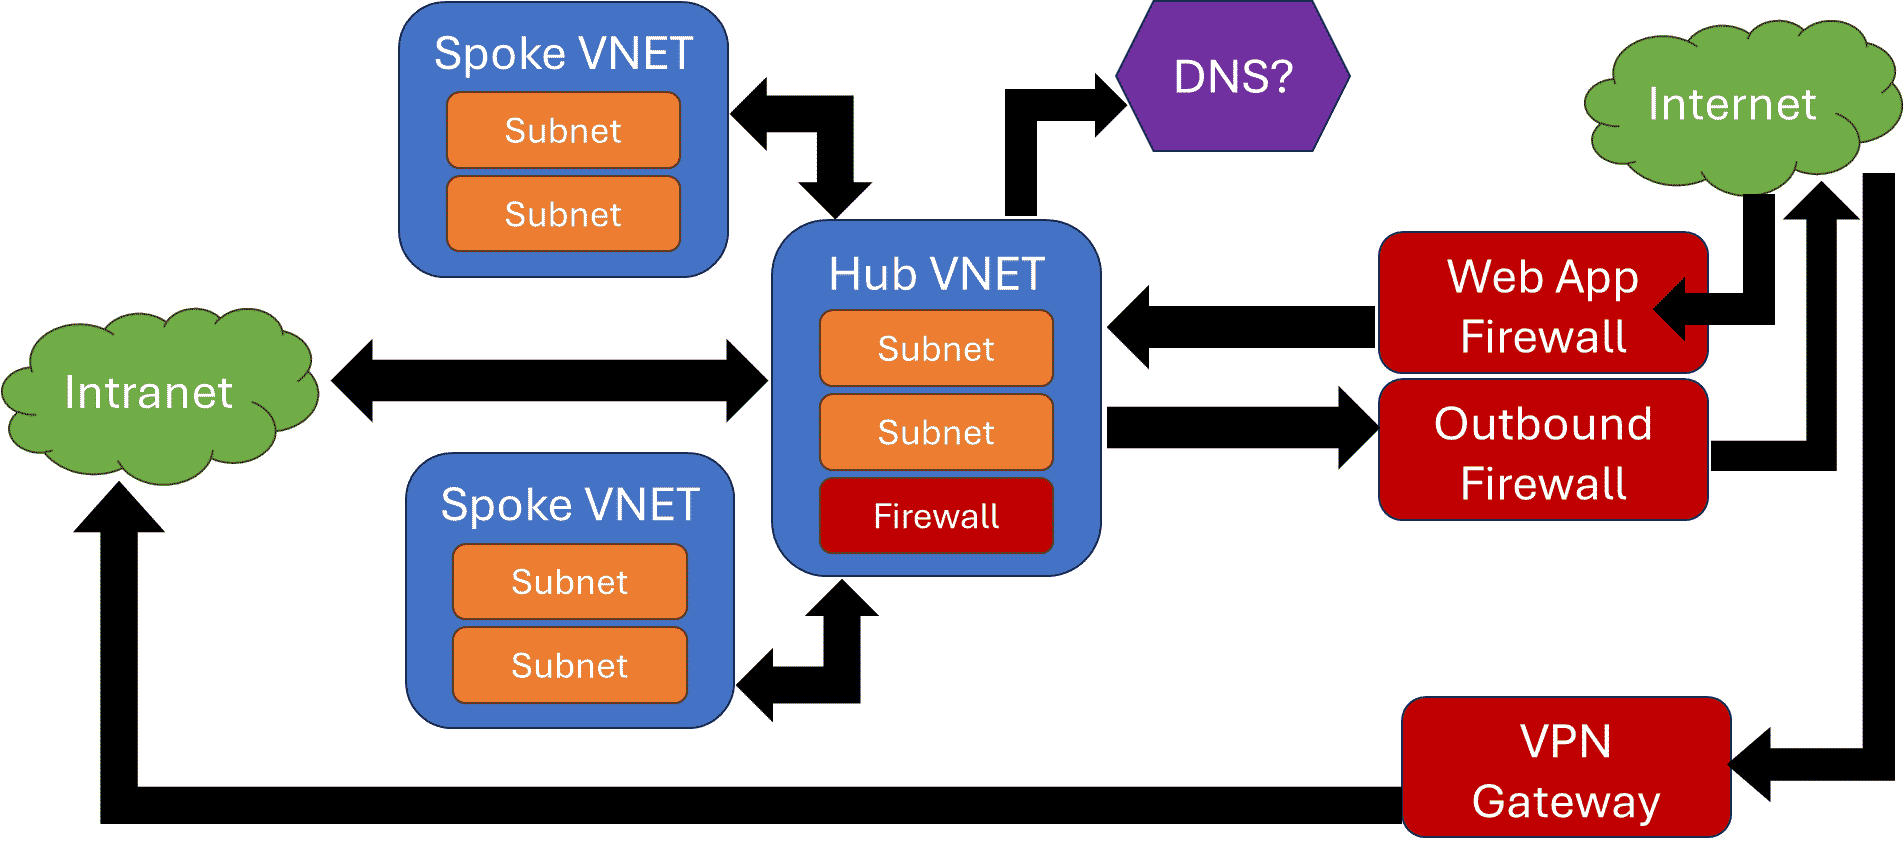 Spoke VNET
Subnet
Subnet
DNS?
Internet
Hub VNET
Subnet
Subnet
Firewall
Web App
Firewall
Outbound
Firewall
Intranet
Spoke VNET
Subnet
Subnet
VPN
Gateway